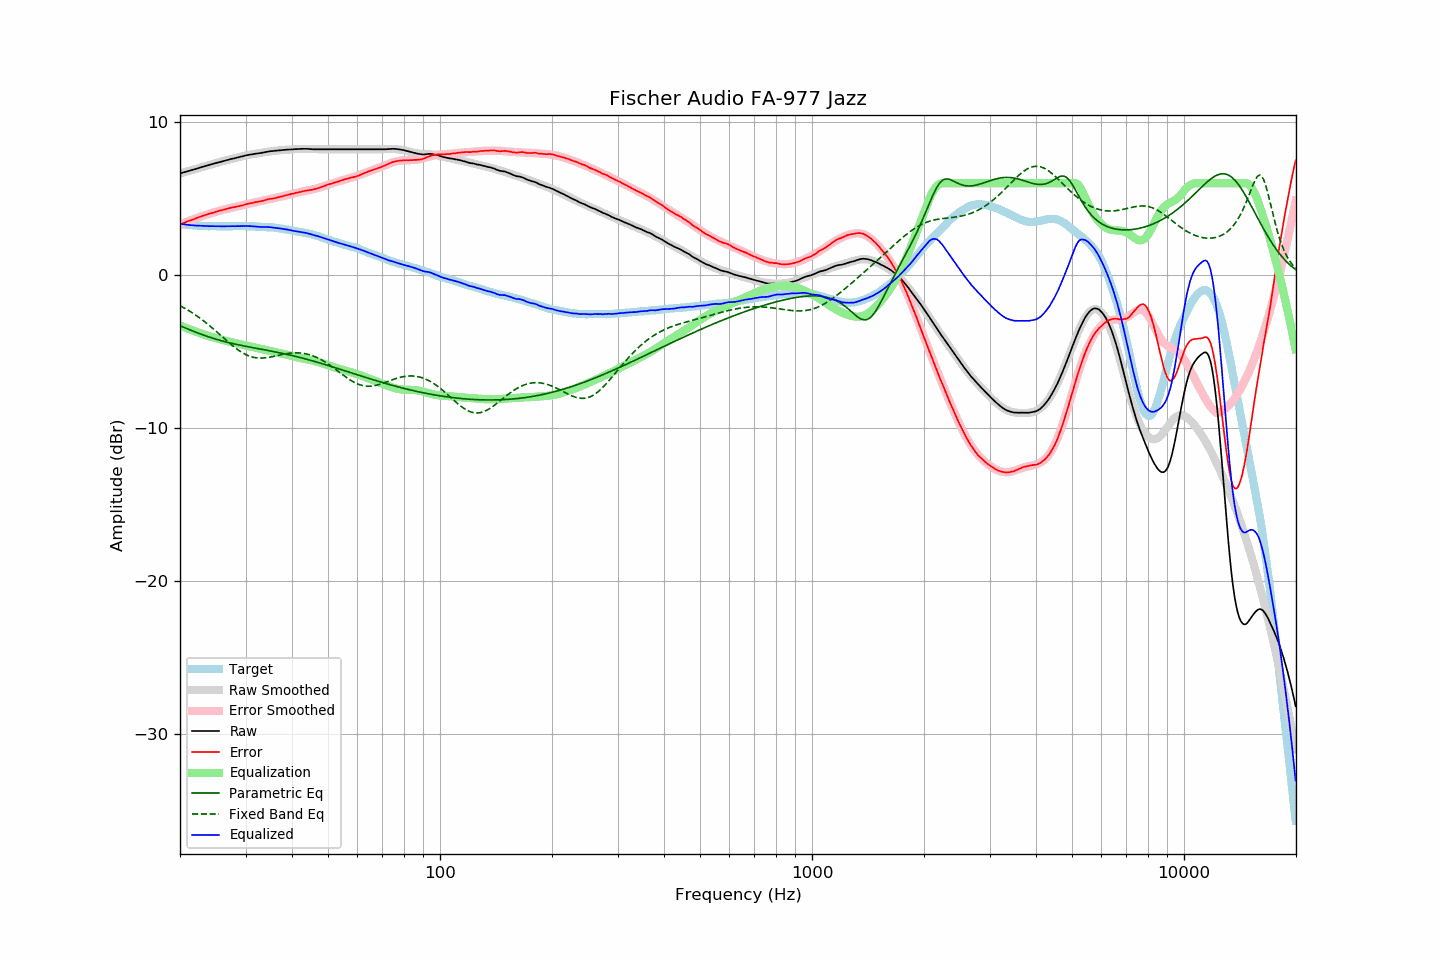 Fischer Audio FA-977 Jazz
10
0
−10
−20
−30
Amplitude (dBr)
Target
Raw Smoothed
Error Smoothed
Raw
Error
Equalization
Parametric Eq
Fixed Band Eq
Equalized
100
1000
10000
Frequency (Hz)